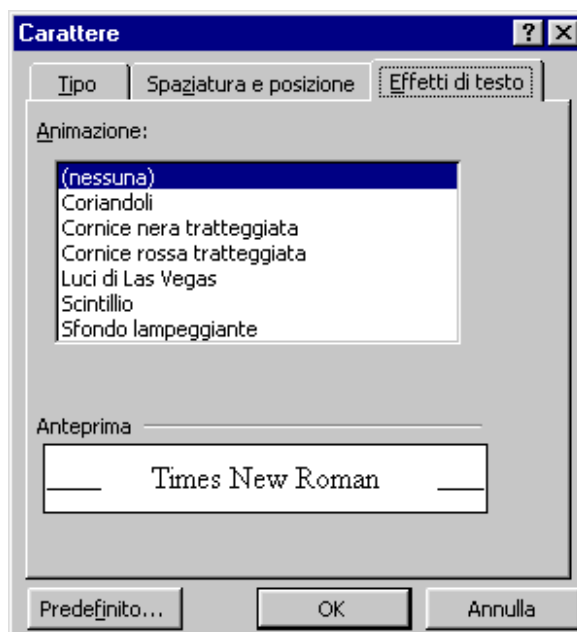 Carattere
Tipo Spaziatura e posizione Effetti di testo
Animazione:
(nessuna)
Coriandoli
Cornice nera tratteggiata
Cornice rossa tratteggiata
Luci di Las Vegas
Scintillio
Sfondo lampeggiante
Anteprima
Times New Roman
Predefinito... OK Annulla